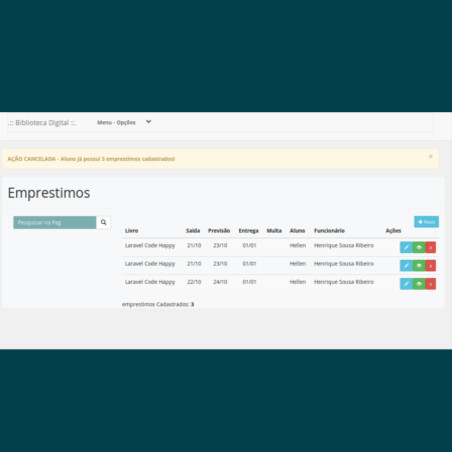 .:: Biblioteca Digital ::. Menu - Opções
AÇÃO CANCELADA - Aluno já possui 3 emprestimos cadastrados! ×
Emprestimos
Pesquisar na Pag
Novo
Livro Saída Previsão Entrega Multa Aluno Funcionário Ações
Laravel Code Happy 21/10 23/10 01/01 Hellen Henrique Sousa Ribeiro
Laravel Code Happy 21/10 23/10 01/01 Hellen Henrique Sousa Ribeiro
Laravel Code Happy 22/10 24/10 01/01 Hellen Henrique Sousa Ribeiro
emprestimos Cadastrados: 3